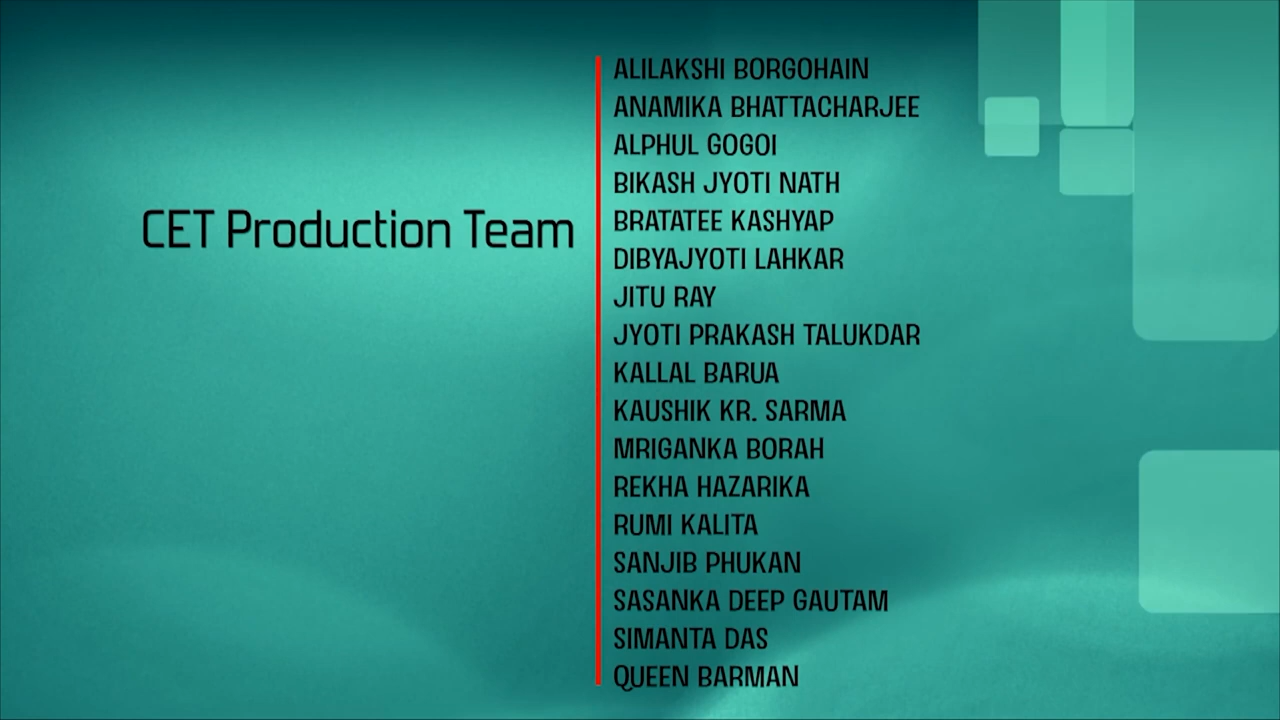 CET Production Team
ALILAKSHI BORGOHAIN
ANAMIKA BHATTACHARJEE
ALPHUL GOGOI
BIKASH JYOTI NATH
BRATATEE KASHYAP
DIBYAJYOTI LAHKAR
JITU RAY
JYOTI PRAKASH TALUKDAR
KALLAL BARUA
KAUSHIK KR. SARMA
MRIGANKA BORAH
REKHA HAZARIKA
RUMI KALITA
SANJIB PHUKAN
SASANKA DEEP GAUTAM
SIMANTA DAS
QUEEN BARMAN